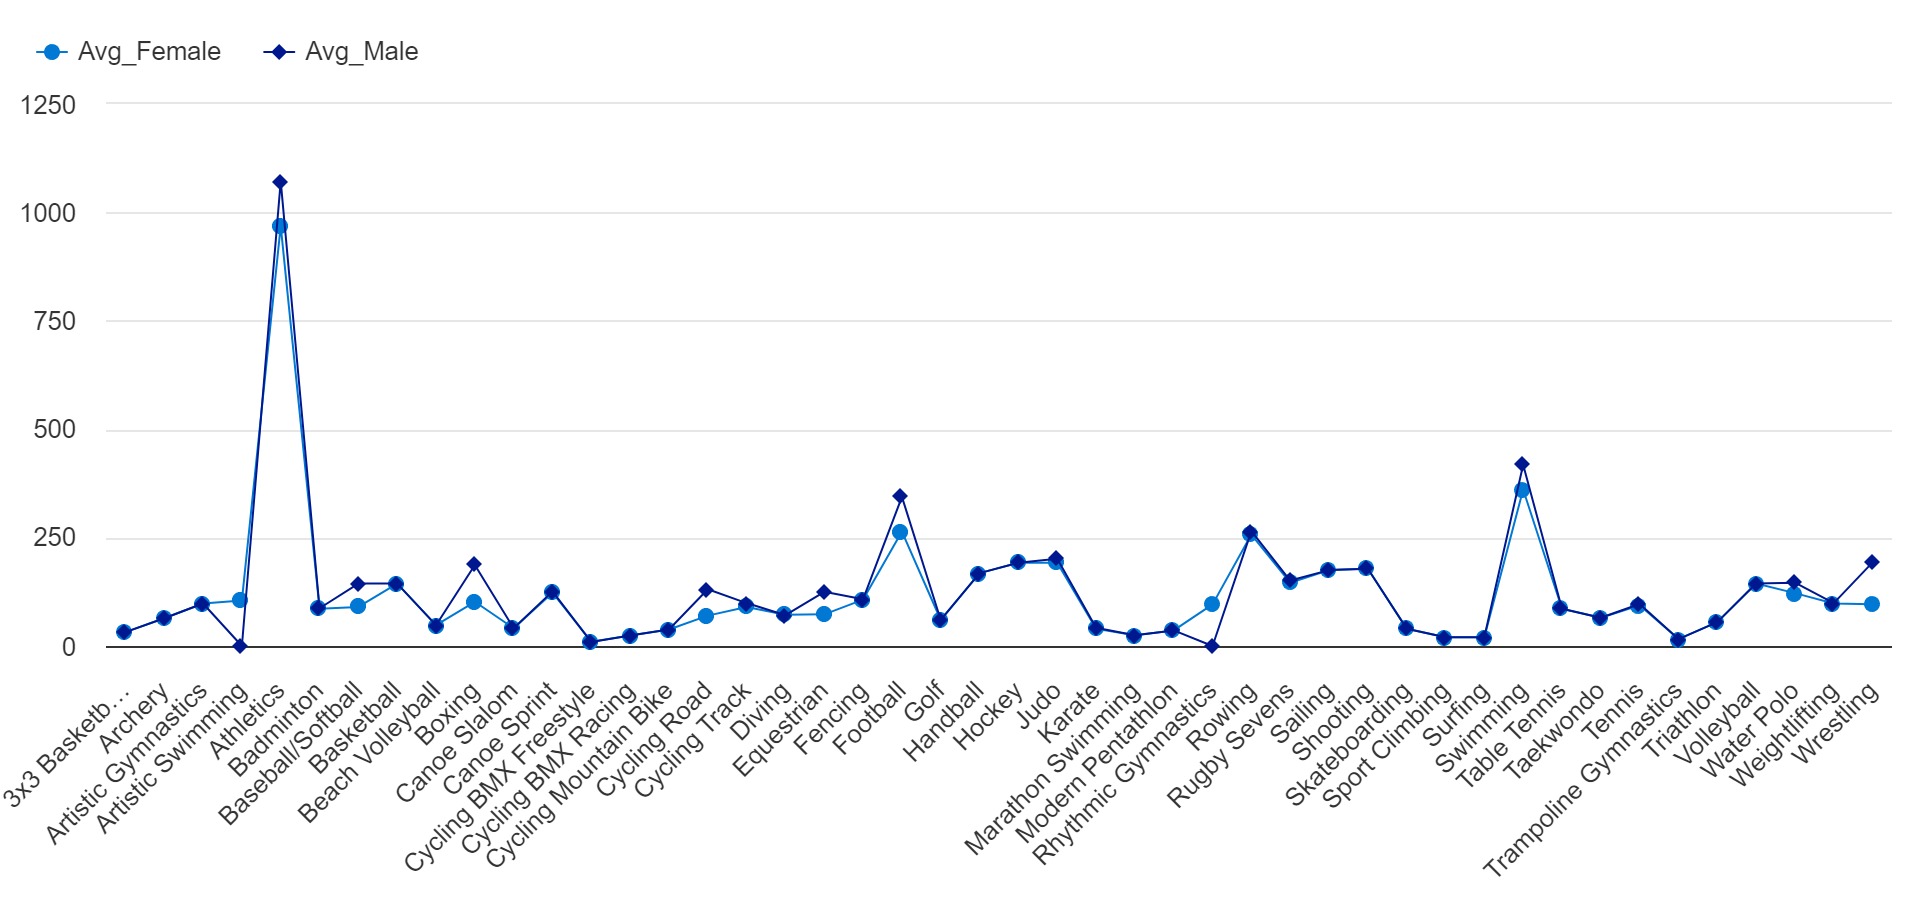 Avg_Female Avg_Male
1250
1000
750
500
250
0
3x3 Basketb...
Archery
Artistic Gymnastics
Artistic Swimming
Athletics
Badminton
Baseball/Softball
Basketball
Beach Volleyball
Boxing
Canoe Slalom
Canoe Sprint
Cycling BMX Freestyle
Cycling BMX Racing
Cycling Mountain Bike
Cycling Road
Cycling Track
Diving
Equestrian
Fencing
Football
Golf
Handball
Hockey
Judo
Karate
Marathon Swimming
Modern Pentathlon
Rhythmic Gymnastics
Rowing
Rugby Sevens
Sailing
Shooting
Skateboarding
Sport Climbing
Surfing
Swimming
Table Tennis
Taekwondo
Tennis
Trampoline Gymnastics
Triathlon
Volleyball
Water Polo
Weightlifting
Wrestling